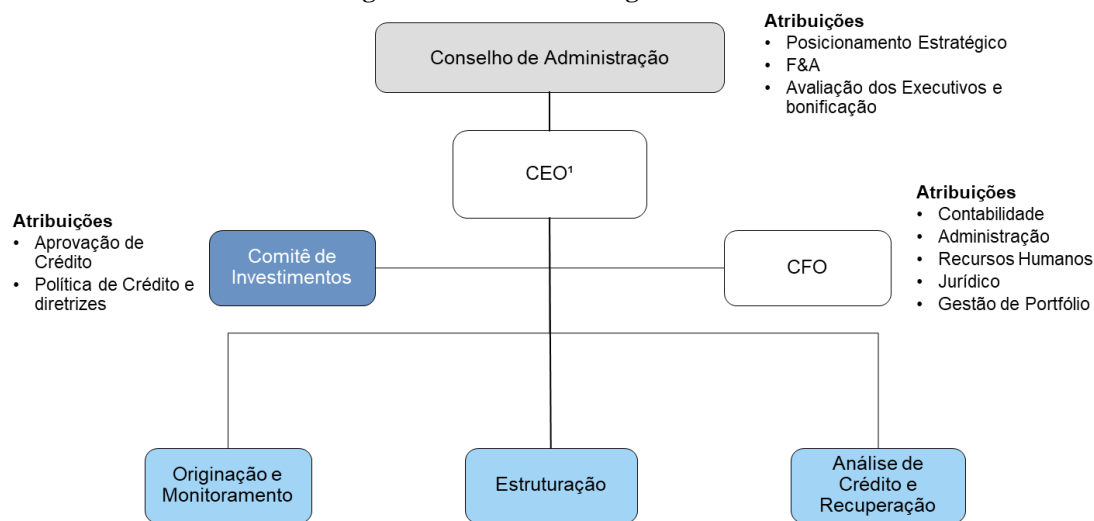 Atribuições
• Posicionamento Estratégico
• F&A
• Avaliação dos Executivos e
bonificação
Conselho de Administração
CEO¹
Atribuições
• Aprovação de
Crédito
• Política de Crédito e
diretrizes
Comitê de
Investimentos
CFO
Atribuições
• Contabilidade
• Administração
• Recursos Humanos
• Jurídico
• Gestão de Portfólio
Originação e
Monitoramento
Estruturação
Análise de
Crédito e
Recuperação